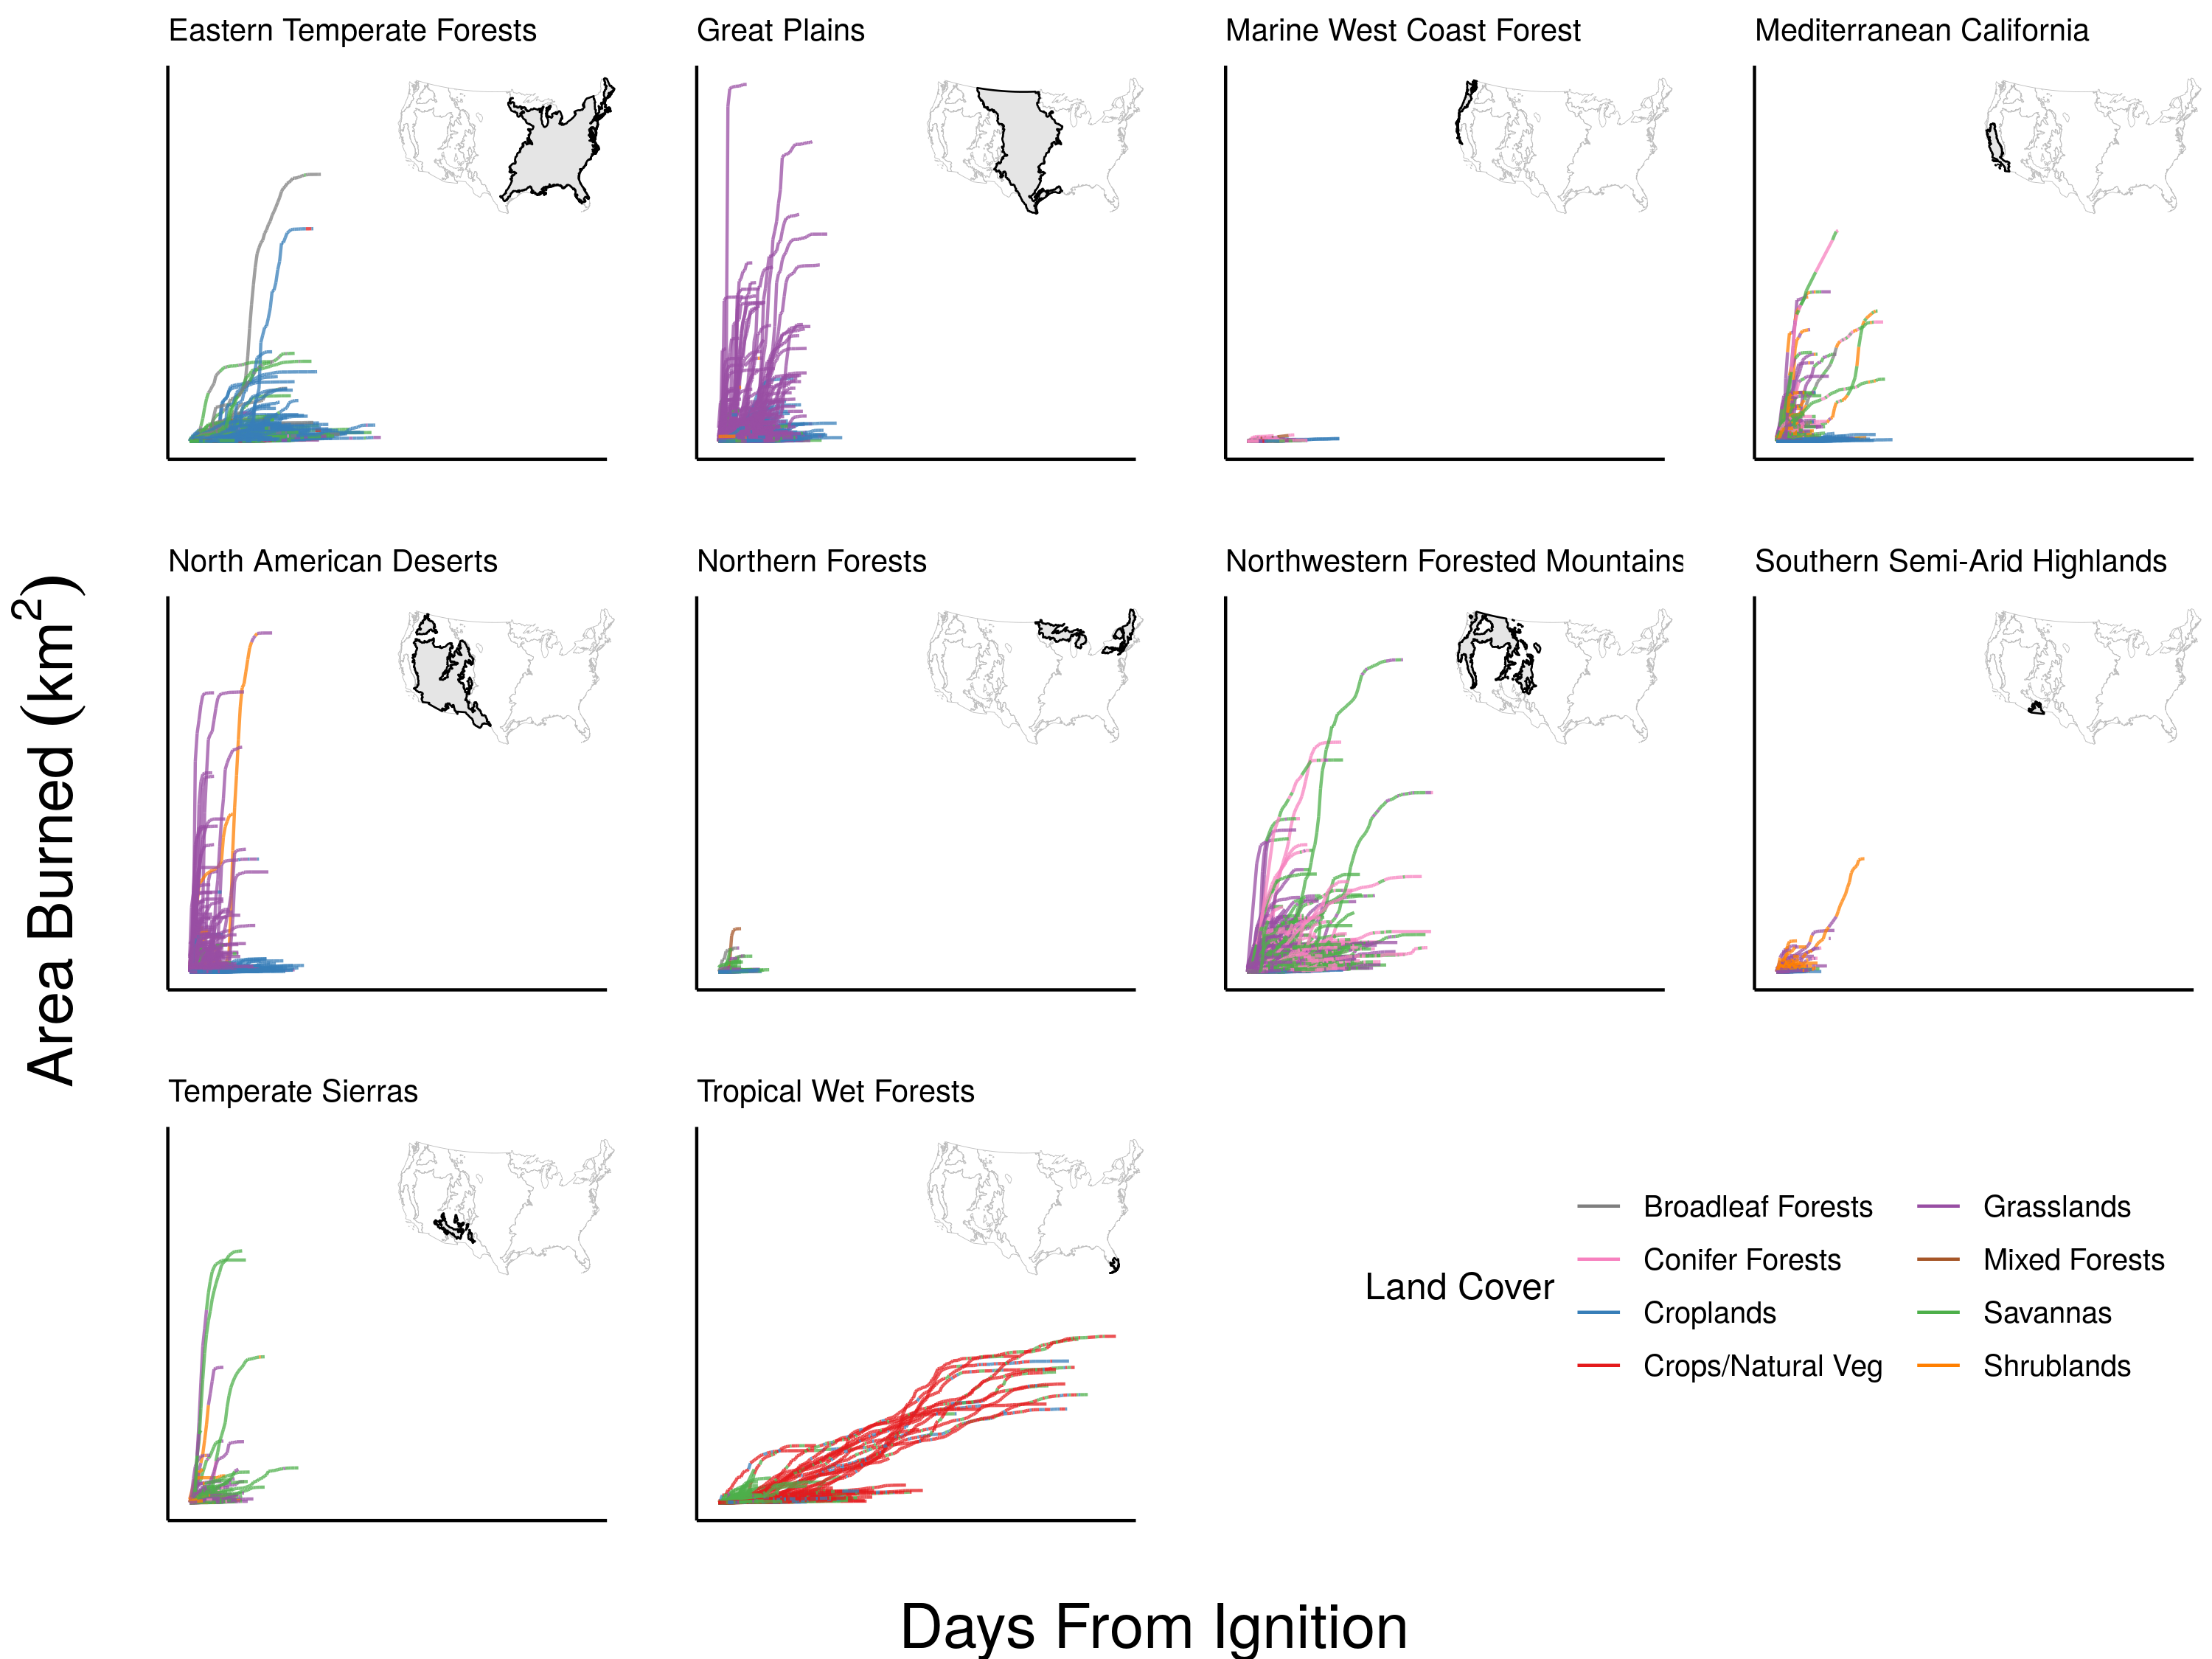 Eastern Temperate Forests
Great Plains
Marine West Coast Forest
Mediterranean California
North American Deserts
Northern Forests
Northwestern Forested Mountains
Southern Semi-Arid Highlands
Area Burned (km²)
Temperate Sierras
Tropical Wet Forests
Land Cover
Broadleaf Forests
Conifer Forests
Croplands
Crops/Natural Veg
Grasslands
Mixed Forests
Savannas
Shrublands
Days From Ignition